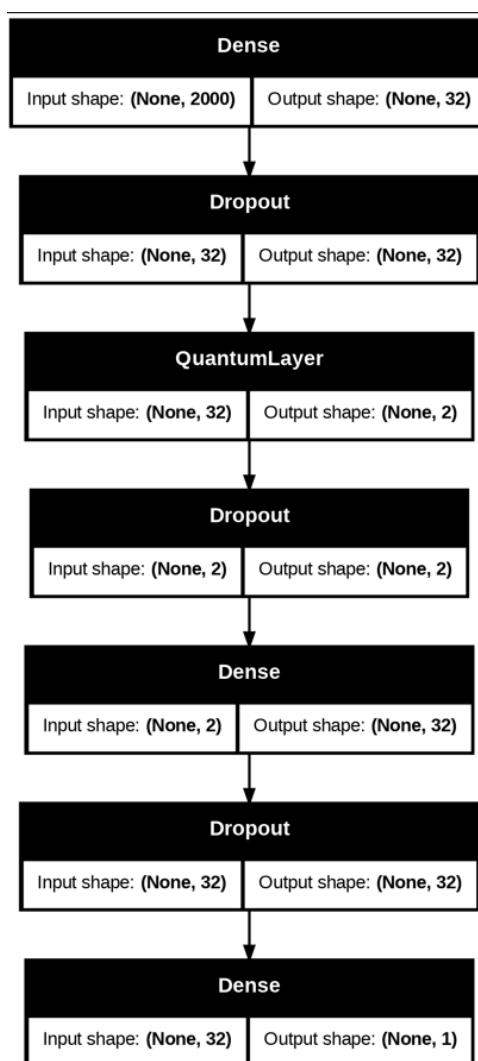 Dense
Input shape: (None, 2000) Output shape: (None, 32)
Dropout
Input shape: (None, 32) Output shape: (None, 32)
QuantumLayer
Input shape: (None, 32) Output shape: (None, 2)
Dropout
Input shape: (None, 2) Output shape: (None, 2)
Dense
Input shape: (None, 2) Output shape: (None, 32)
Dropout
Input shape: (None, 32) Output shape: (None, 32)
Dense
Input shape: (None, 32) Output shape: (None, 1)